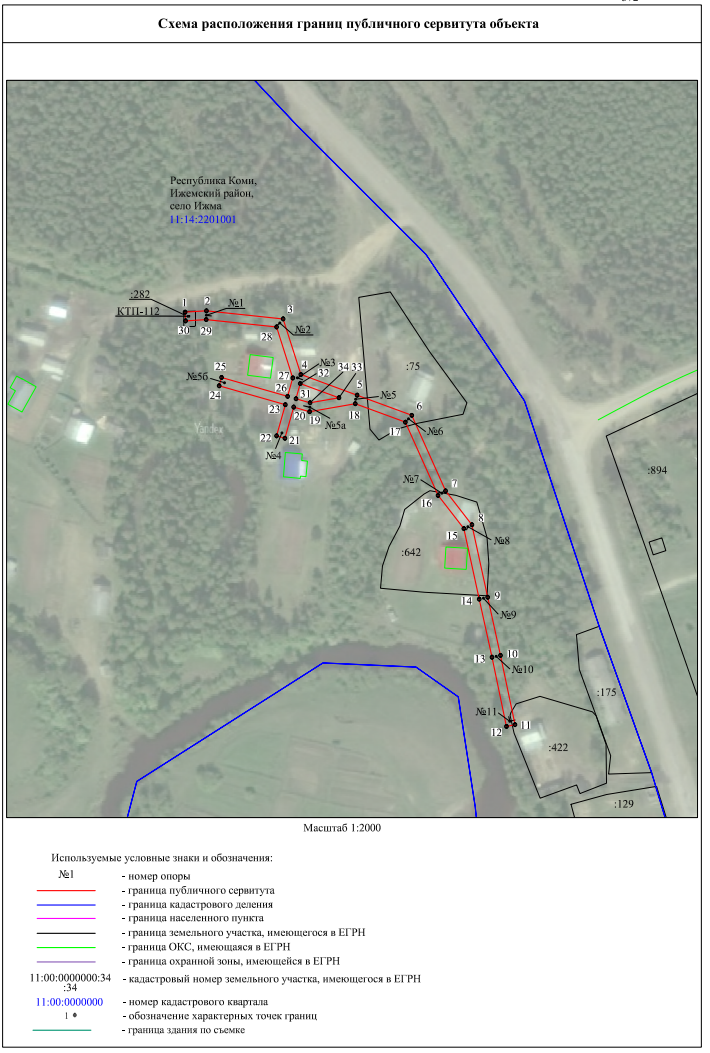 Схема расположения границ публичного сервитута объекта
Республика Коми,
Ижемский район,
село Ижма
11:14:2201001
:282
1
2
№1
КТП-112
30
29
3
№2
28
4
№3
32
27
34
33
25
№5б
24
26
31
5
№5
:75
23
20
19
18
№5а
6
17
№6
22
21
№4
№7
7
16
:894
8
15
№8
:642
9
14
№9
10
13
№10
:175
№11
12
11
:422
:129
Yandex
Масштаб 1:2000
Используемые условные знаки и обозначения:
№1 - номер опоры
- граница публичного сервитута
- граница кадастрового деления
- граница населенного пункта
- граница земельного участка, имеющегося в ЕГРН
- граница ОКС, имеющаяся в ЕГРН
- граница охранной зоны, имеющейся в ЕГРН
11:00:0000000:34 - кадастровый номер земельного участка, имеющегося в ЕГРН
:34
11:00:0000000 - номер кадастрового квартала
1 - обозначение характерных точек границ
- граница здания по съемке